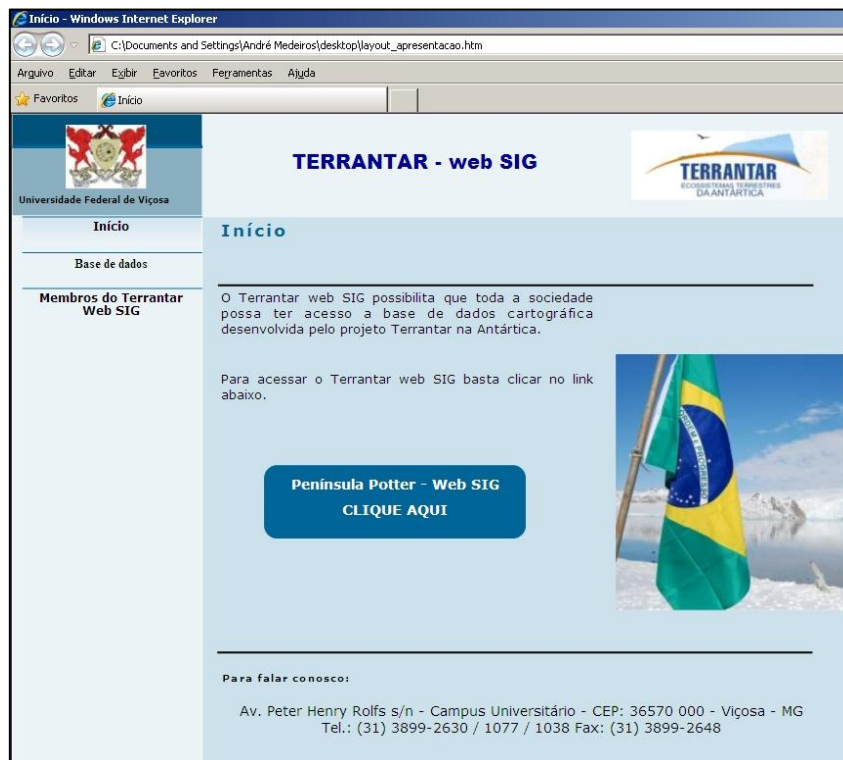 Início - Windows Internet Explorer
C:\Documents and Settings\André Medeiros\desktop\layout_apresentacao.htm
Arquivo Editar Exibir Favoritos Ferramentas Ajuda
Favoritos Início
Universidade Federal de Viçosa
TERRANTAR - web SIG
TERRANTAR
ECOSSISTEMAS TERRESTRES
DA ANTÁRTICA
Início
Base de dados
Membros do Terrantar
Web SIG
Início
O Terrantar web SIG possibilita que toda a sociedade
possa ter acesso a base de dados cartográfica
desenvolvida pelo projeto Terrantar na Antártica.
Para acessar o Terrantar web SIG basta clicar no link
abaixo.
Península Potter - Web SIG
CLIQUE AQUI
ORDEM E PROGRESSO
Para falar conosco:
Av. Peter Henry Rolfs s/n - Campus Universitário - CEP: 36570 000 - Viçosa - MG
Tel.: (31) 3899-2630 / 1077 / 1038 Fax: (31) 3899-2648